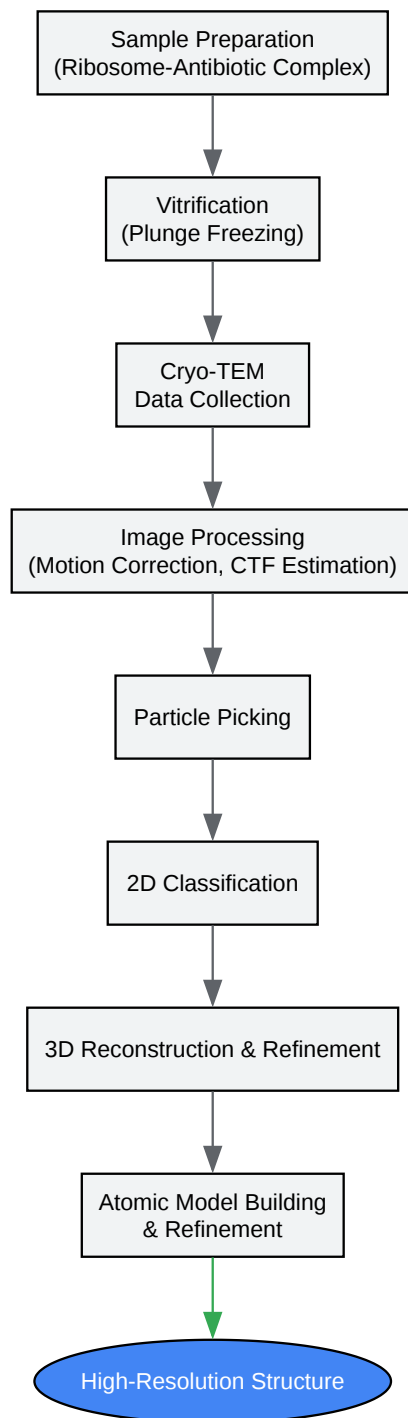 Sample Preparation
(Ribosome-Antibiotic Complex)
Vitrification
(Plunge Freezing)
Cryo-TEM
Data Collection
Image Processing
(Motion Correction, CTF Estimation)
Particle Picking
2D Classification
3D Reconstruction & Refinement
Atomic Model Building
& Refinement
High-Resolution Structure